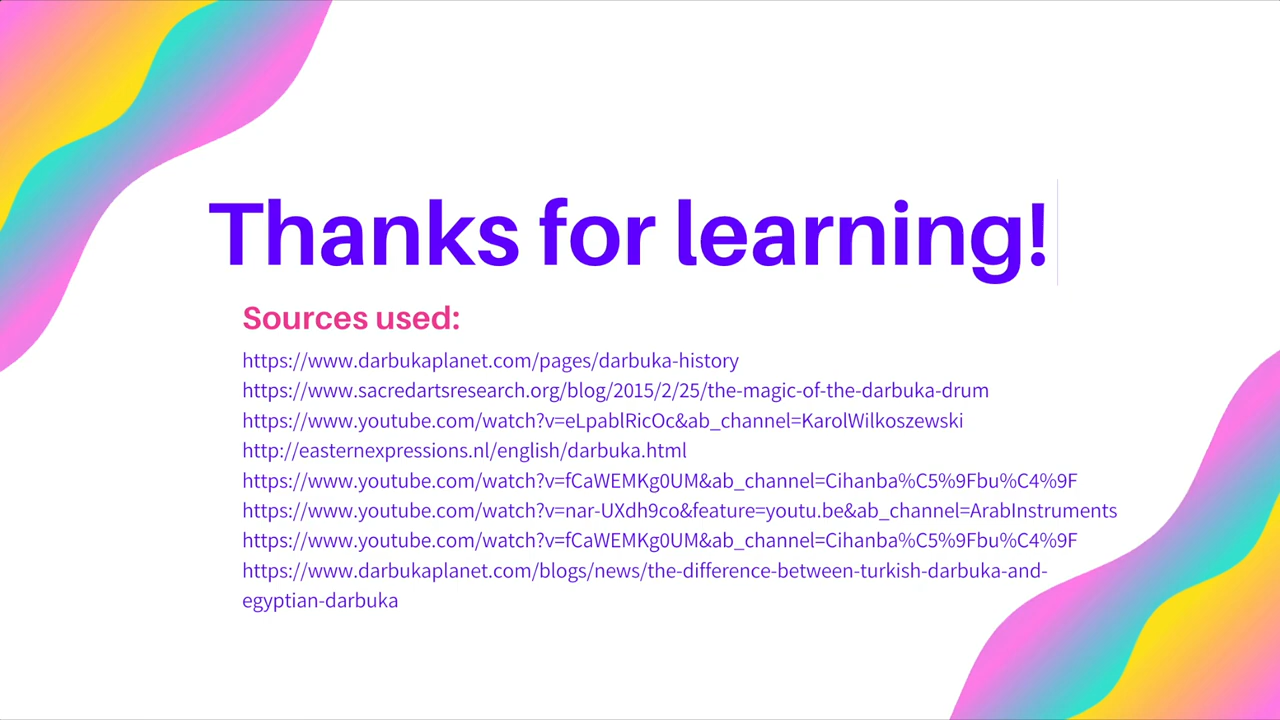 Thanks for learning!
Sources used:
https://www.darbukaplanet.com/pages/darbuka-history
https://www.sacredartsresearch.org/blog/2015/2/25/the-magic-of-the-darbuka-drum
https://www.youtube.com/watch?v=eLpablRicOc&ab_channel=KarolWilkoszewski
http://easternexpressions.nl/english/darbuka.html
https://www.youtube.com/watch?v=fCaWEMKg0UM&ab_channel=Cihanba%C5%9Fbu%C4%9F
https://www.youtube.com/watch?v=nar-UXdh9co&feature=youtu.be&ab_channel=ArabInstruments
https://www.youtube.com/watch?v=fCaWEMKg0UM&ab_channel=Cihanba%C5%9Fbu%C4%9F
https://www.darbukaplanet.com/blogs/news/the-difference-between-turkish-darbuka-and-
egyptian-darbuka